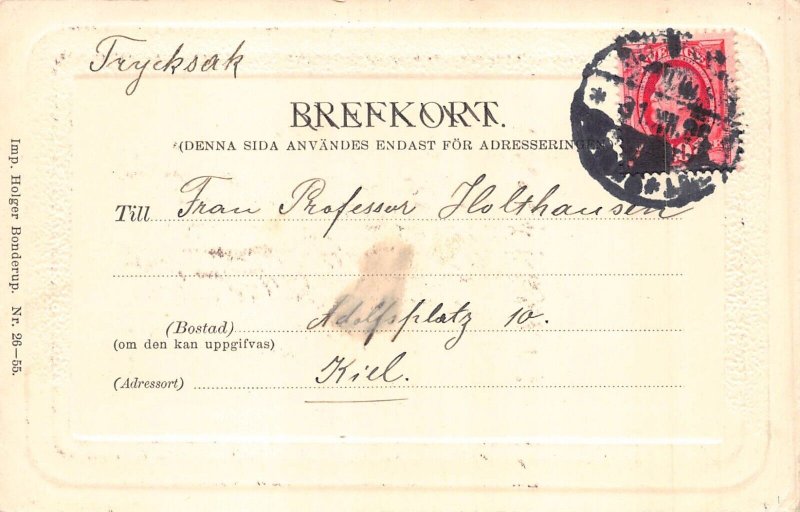 Trycksak
BREFKORT.
(DENNA SIDA ANVÄNDES ENDAST FÖR ADRESSERINGEN)
Till Frau Professor Holthausen
(Bostad) Adolfsplatz 10.
(om den kan uppgifvas)
(Adressort) Kiel.
Imp. Holger Bonderup. Nr. 26—55.